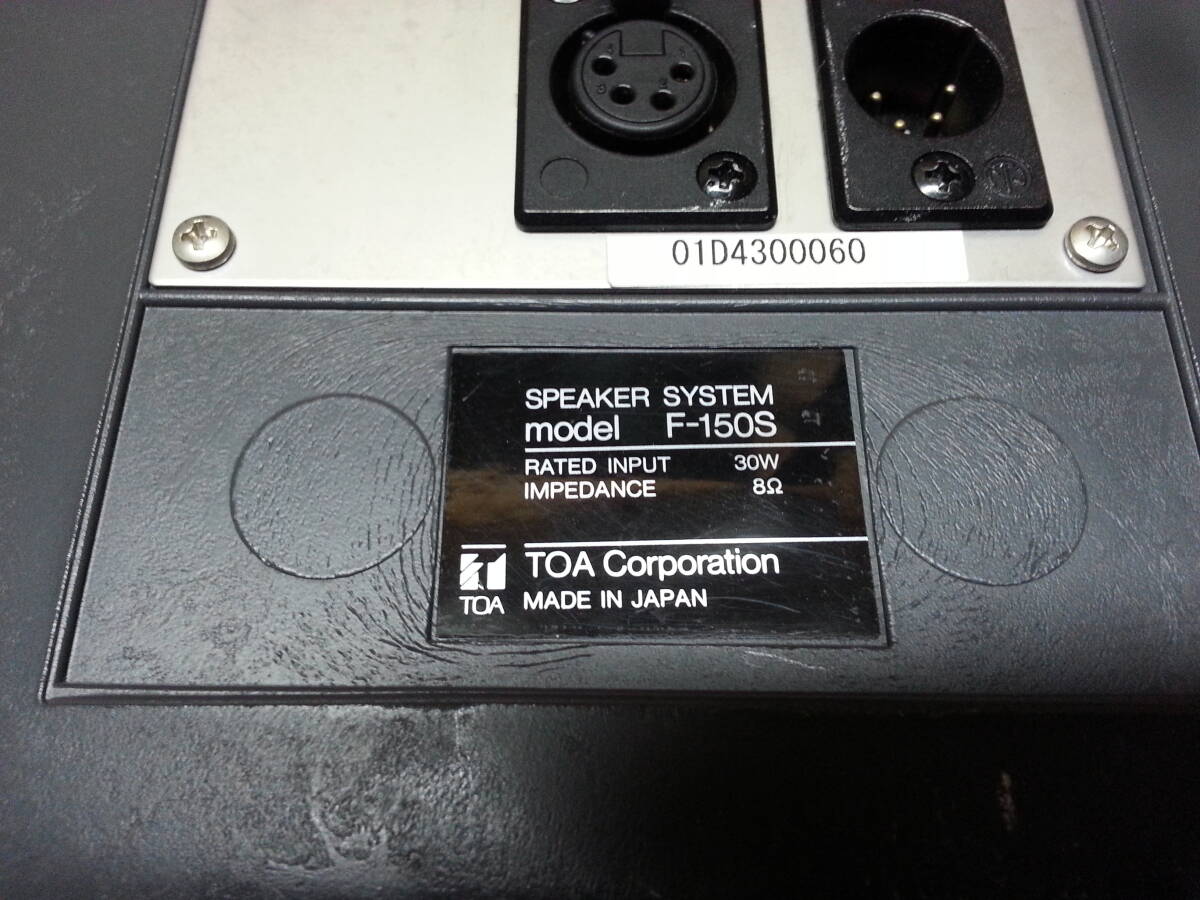 01D4300060
SPEAKER SYSTEM
model F-150S
RATED INPUT 30W
IMPEDANCE 8Ω
TOA Corporation
TOA MADE IN JAPAN